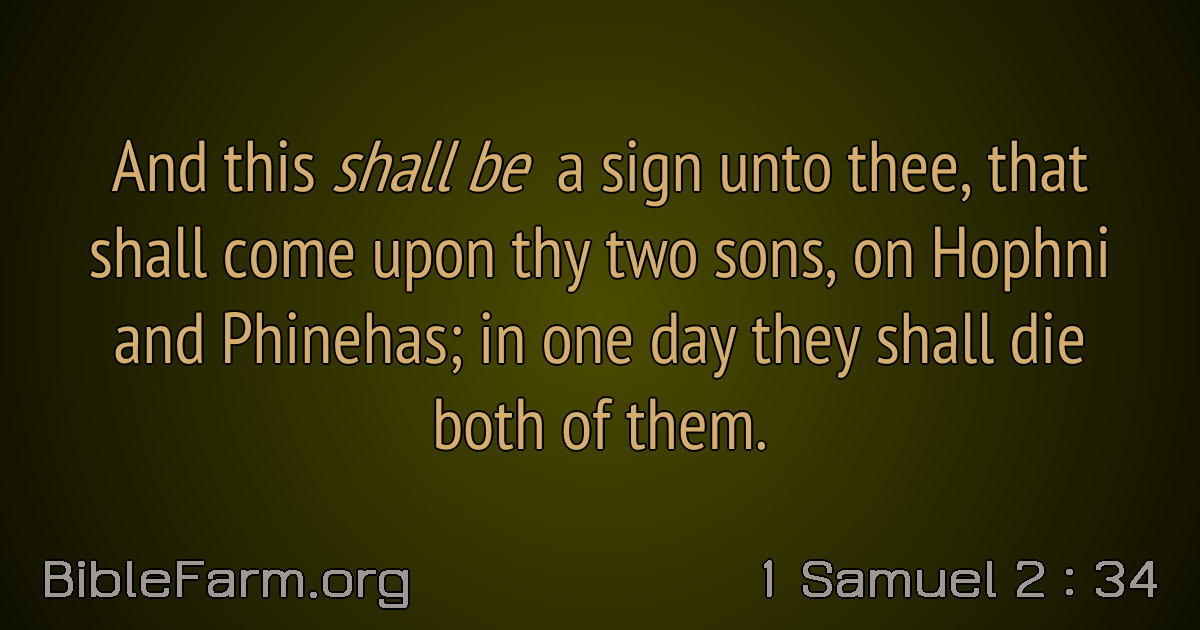 And this shall be a sign unto thee, that
shall come upon thy two sons, on Hophni
and Phinehas; in one day they shall die
both of them.
BibleFarm.org
1 Samuel 2 : 34